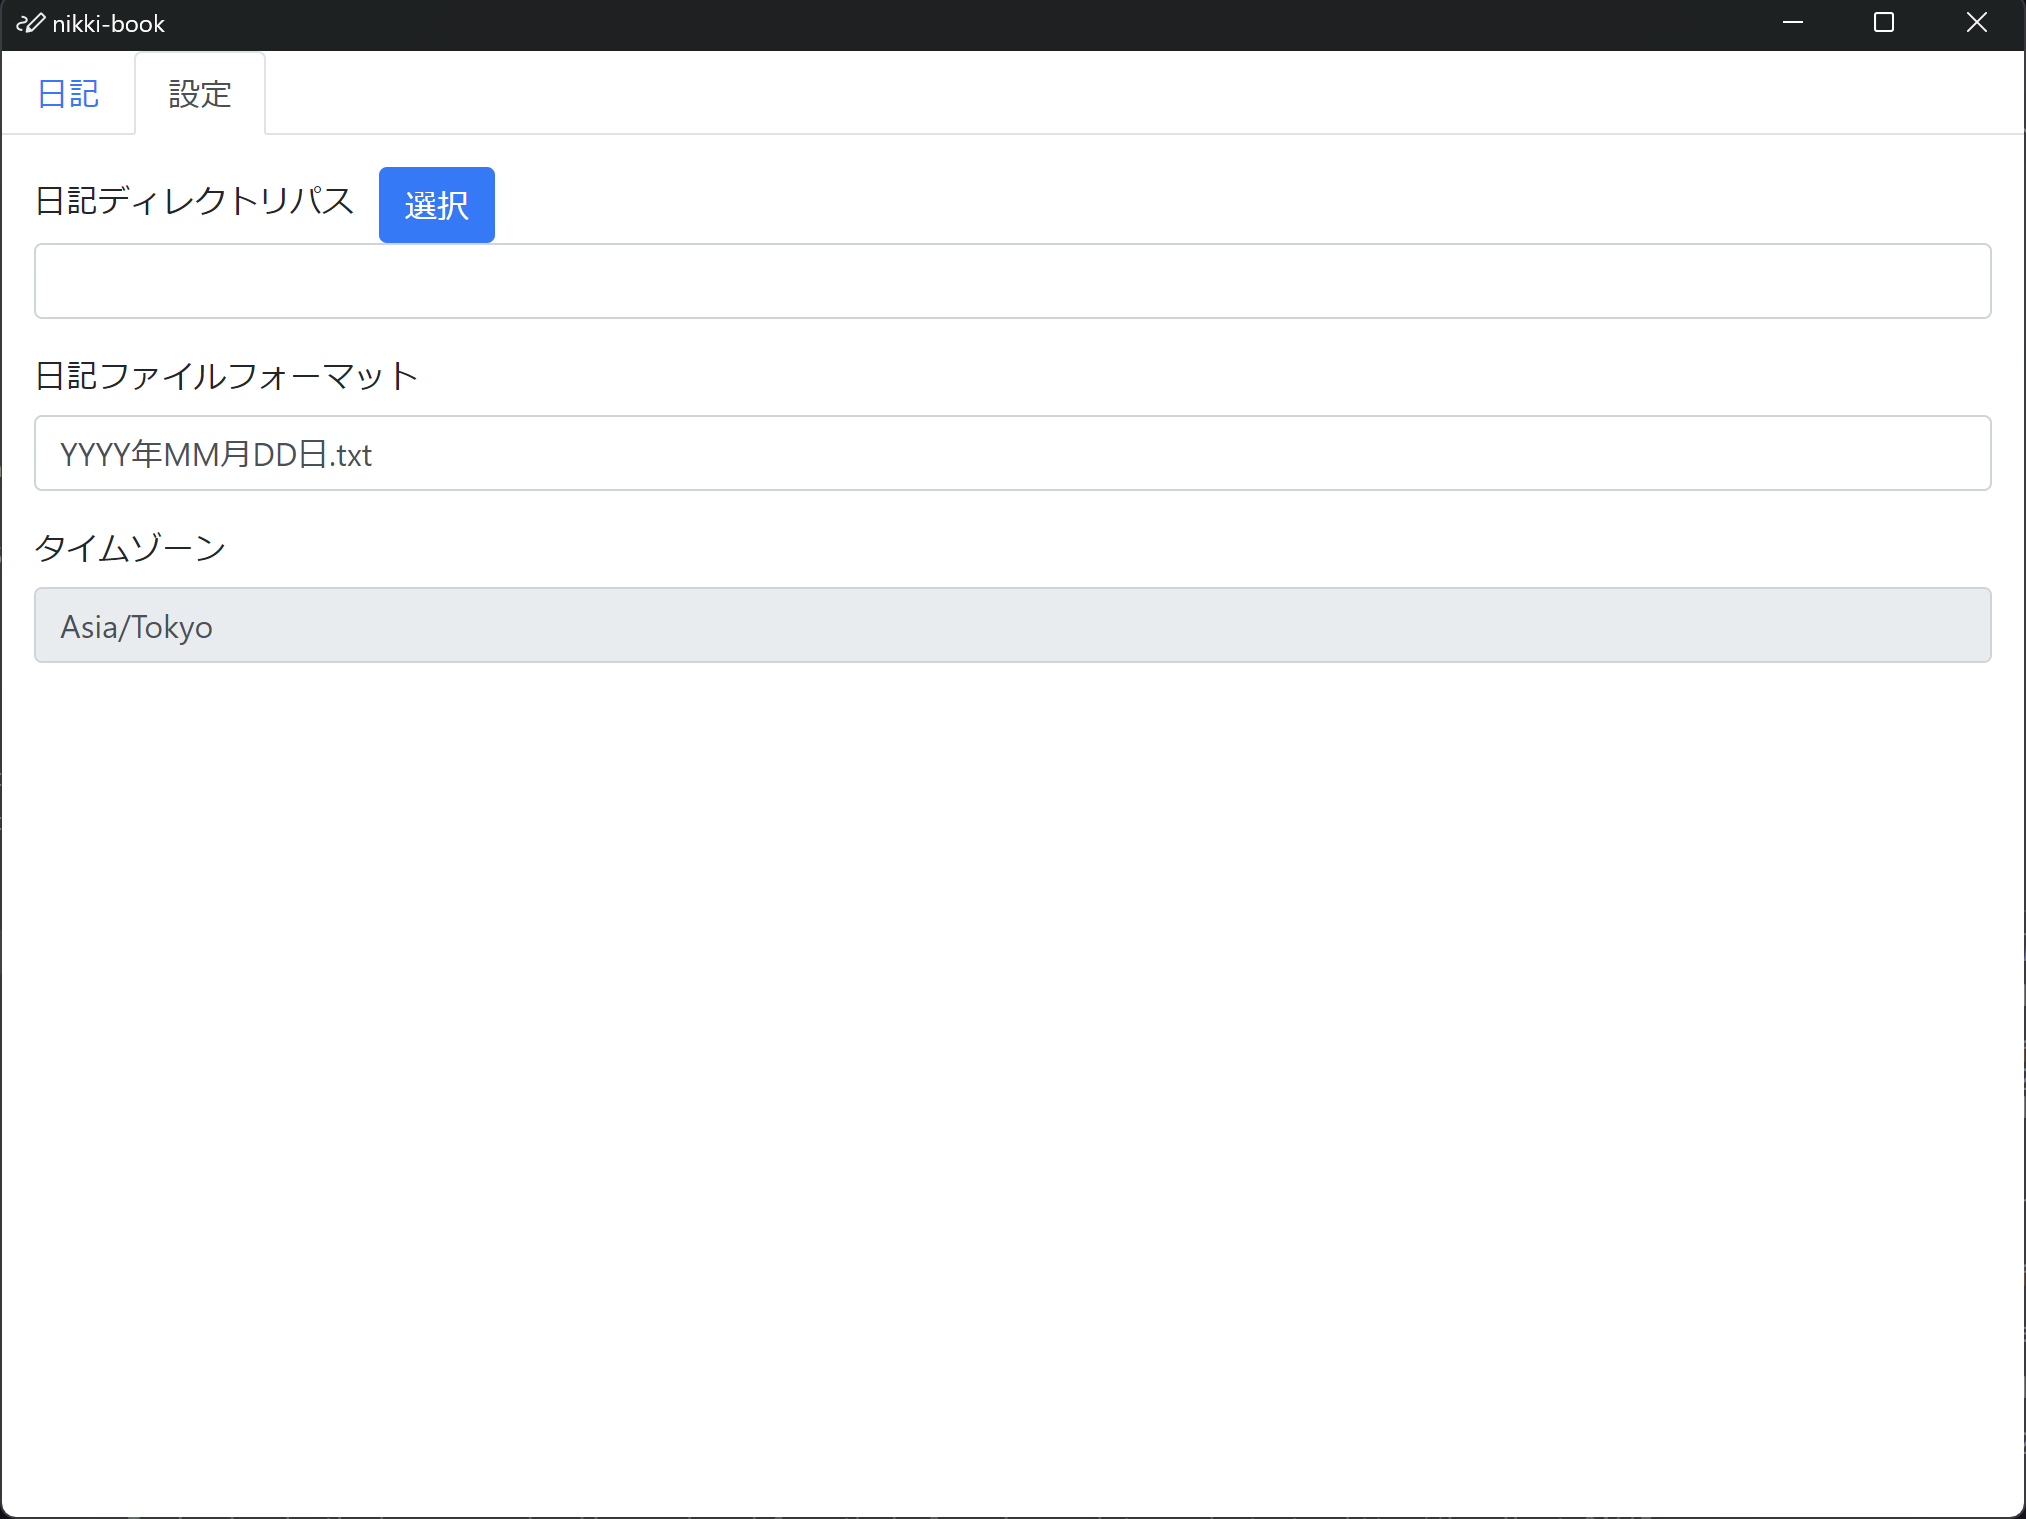 nikki-book
日記 設定
日記ディレクトリパス 選択
日記ファイルフォーマット
YYYY年MM月DD日.txt
タイムゾーン
Asia/Tokyo